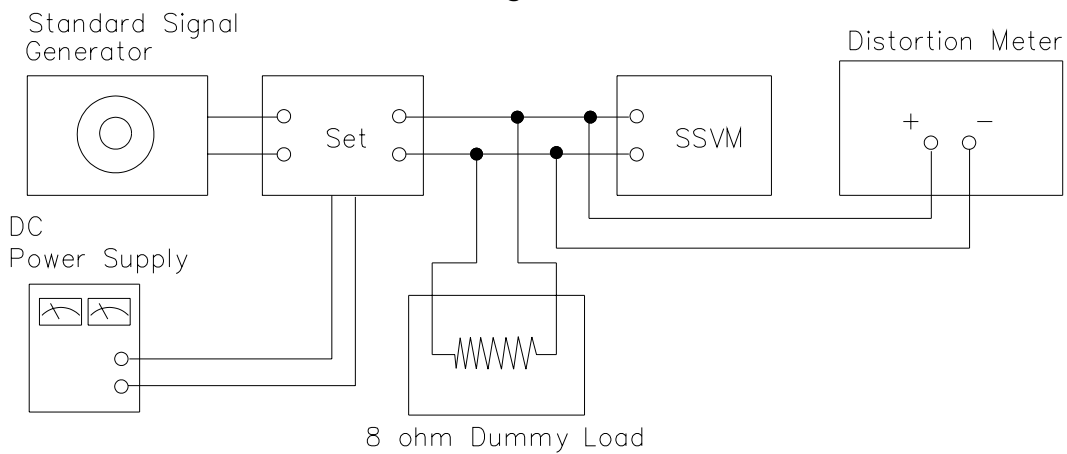 Standard Signal
Generator
Distortion Meter
Set
SSVM
+ −
DC
Power Supply
8 ohm Dummy Load